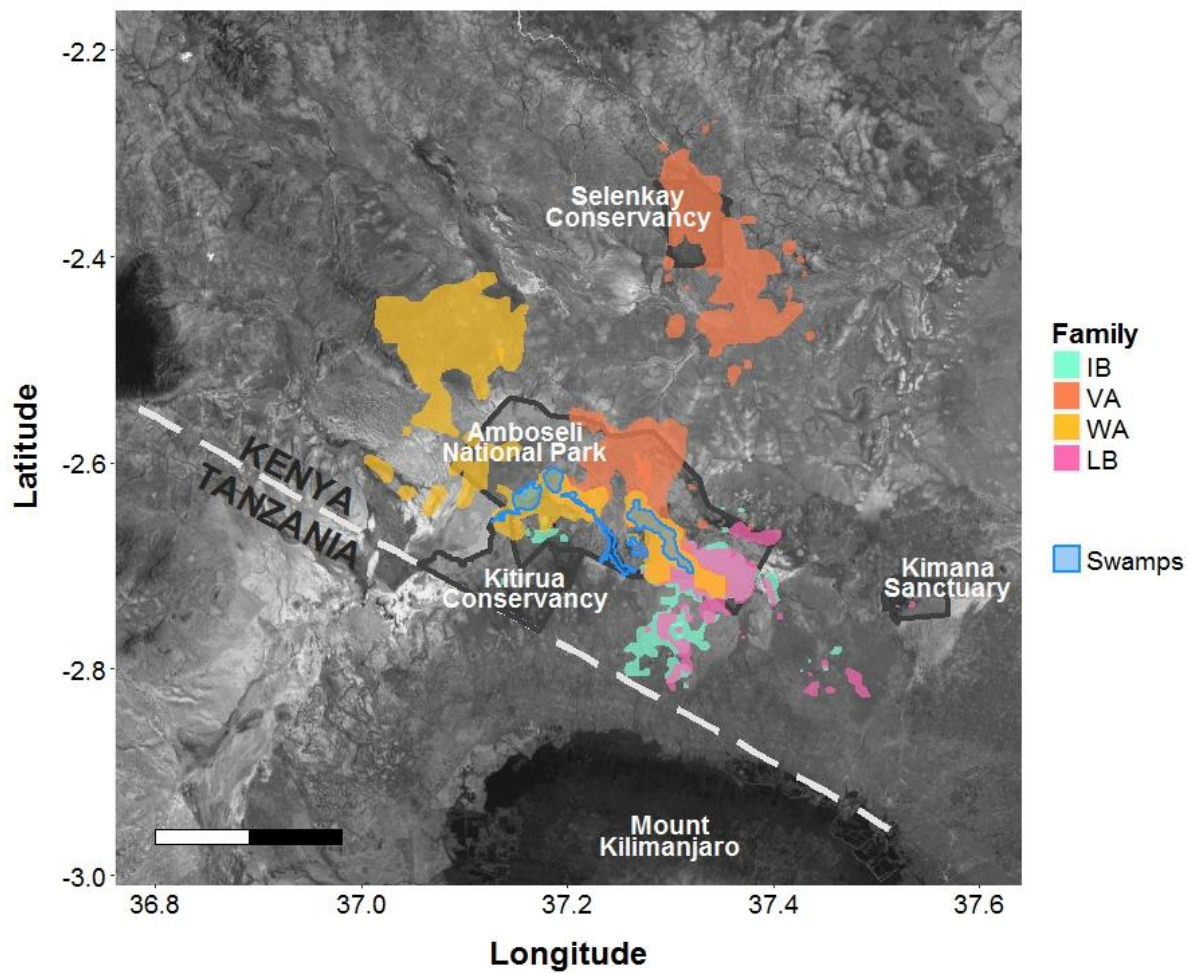 -2.2
Selenkay
Conservancy
-2.4
Family
IB
VA
WA
LB
Latitude
Amboseli
National Park
-2.6
KENYA
TANZANIA
Swamps
Kitirua
Conservancy
Kimana
Sanctuary
-2.8
Mount
Kilimanjaro
-3.0
36.8 37.0 37.2 37.4 37.6
Longitude